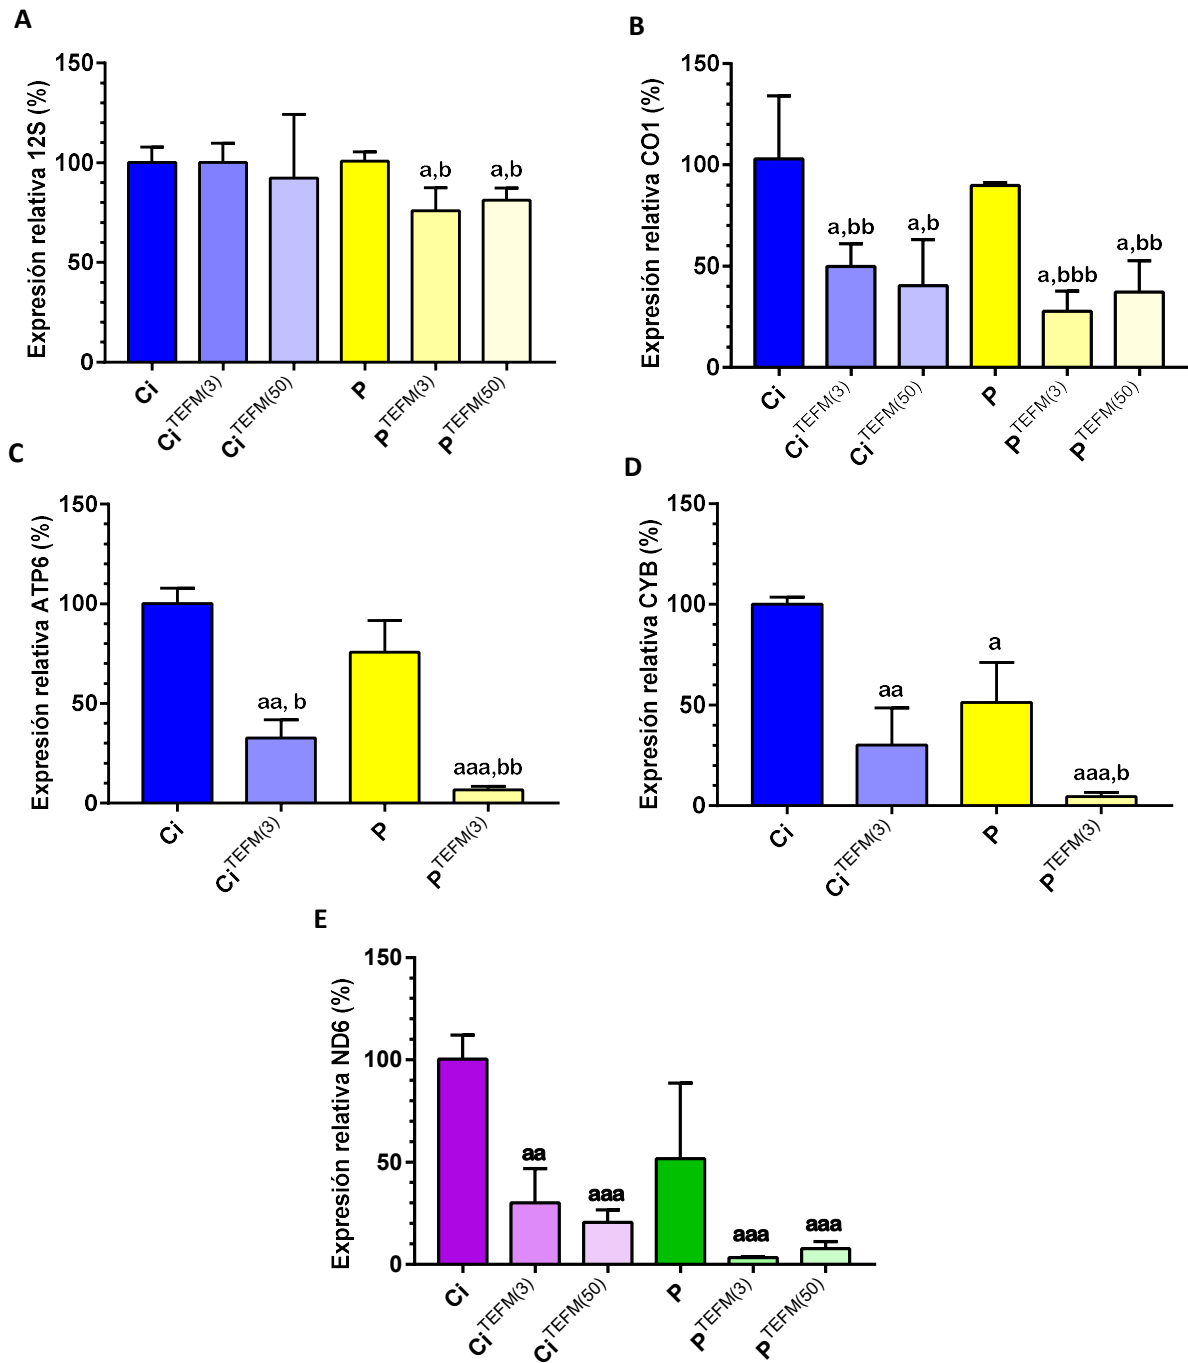 A
Expresión relativa 12S (%)
150
100
50
0
a,b
a,b
Ci
Ci TEFM(3)
Ci TEFM(50)
P
P TEFM(3)
P TEFM(50)
B
Expresión relativa CO1 (%)
150
100
50
0
a,bb
a,b
a,bbb
a,bb
Ci
Ci TEFM(3)
Ci TEFM(50)
P
P TEFM(3)
P TEFM(50)
C
Expresión relativa ATP6 (%)
150
100
50
0
aa, b
aaa,bb
Ci
Ci TEFM(3)
P
P TEFM(3)
D
Expresión relativa CYB (%)
150
100
50
0
aa
a
aaa,b
Ci
Ci TEFM(3)
P
P TEFM(3)
E
Expresión relativa ND6 (%)
150
100
50
0
aa
aaa
aaa
aaa
Ci
Ci TEFM(3)
Ci TEFM(50)
P
P TEFM(3)
P TEFM(50)